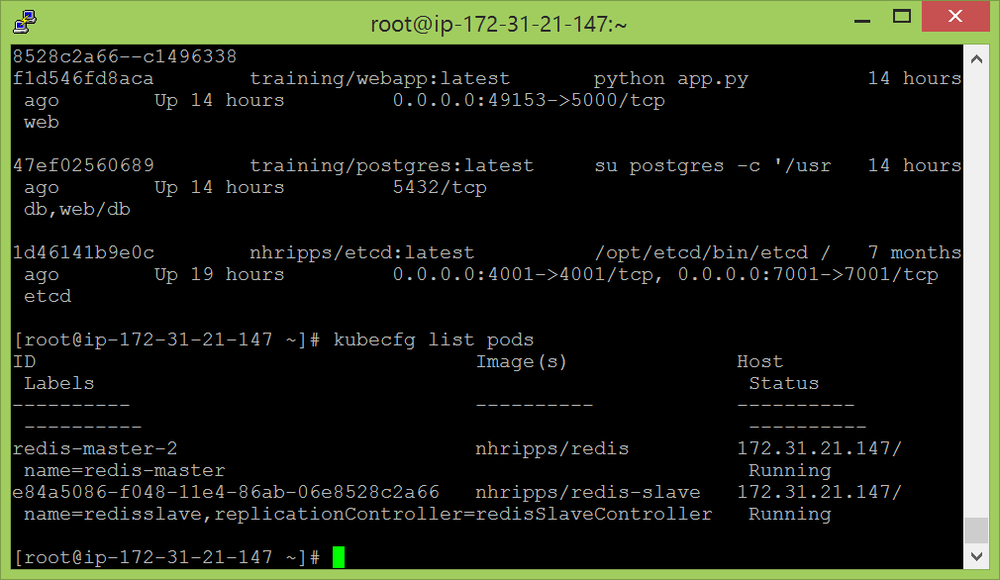 root@ip-172-31-21-147:~
8528c2a66--c1496338
f1d546fd8aca        training/webapp:latest       python app.py          14 hours
 ago        Up 14 hours         0.0.0.0:49153->5000/tcp
 web
47ef02560689        training/postgres:latest     su postgres -c '/usr   14 hours
 ago        Up 14 hours         5432/tcp
 db,web/db
1d46141b9e0c        nhripps/etcd:latest          /opt/etcd/bin/etcd /   7 months
 ago        Up 19 hours         0.0.0.0:4001->4001/tcp, 0.0.0.0:7001->7001/tcp
 etcd
[root@ip-172-31-21-147 ~]# kubecfg list pods
ID                                     Image(s)              Host
 Labels                                                       Status
----------                             ----------            ----------
 ----------                                                   ----------
redis-master-2                         nhripps/redis         172.31.21.147/
 name=redis-master                                            Running
e84a5086-f048-11e4-86ab-06e8528c2a66   nhripps/redis-slave   172.31.21.147/
 name=redisslave,replicationController=redisSlaveController   Running
[root@ip-172-31-21-147 ~]#